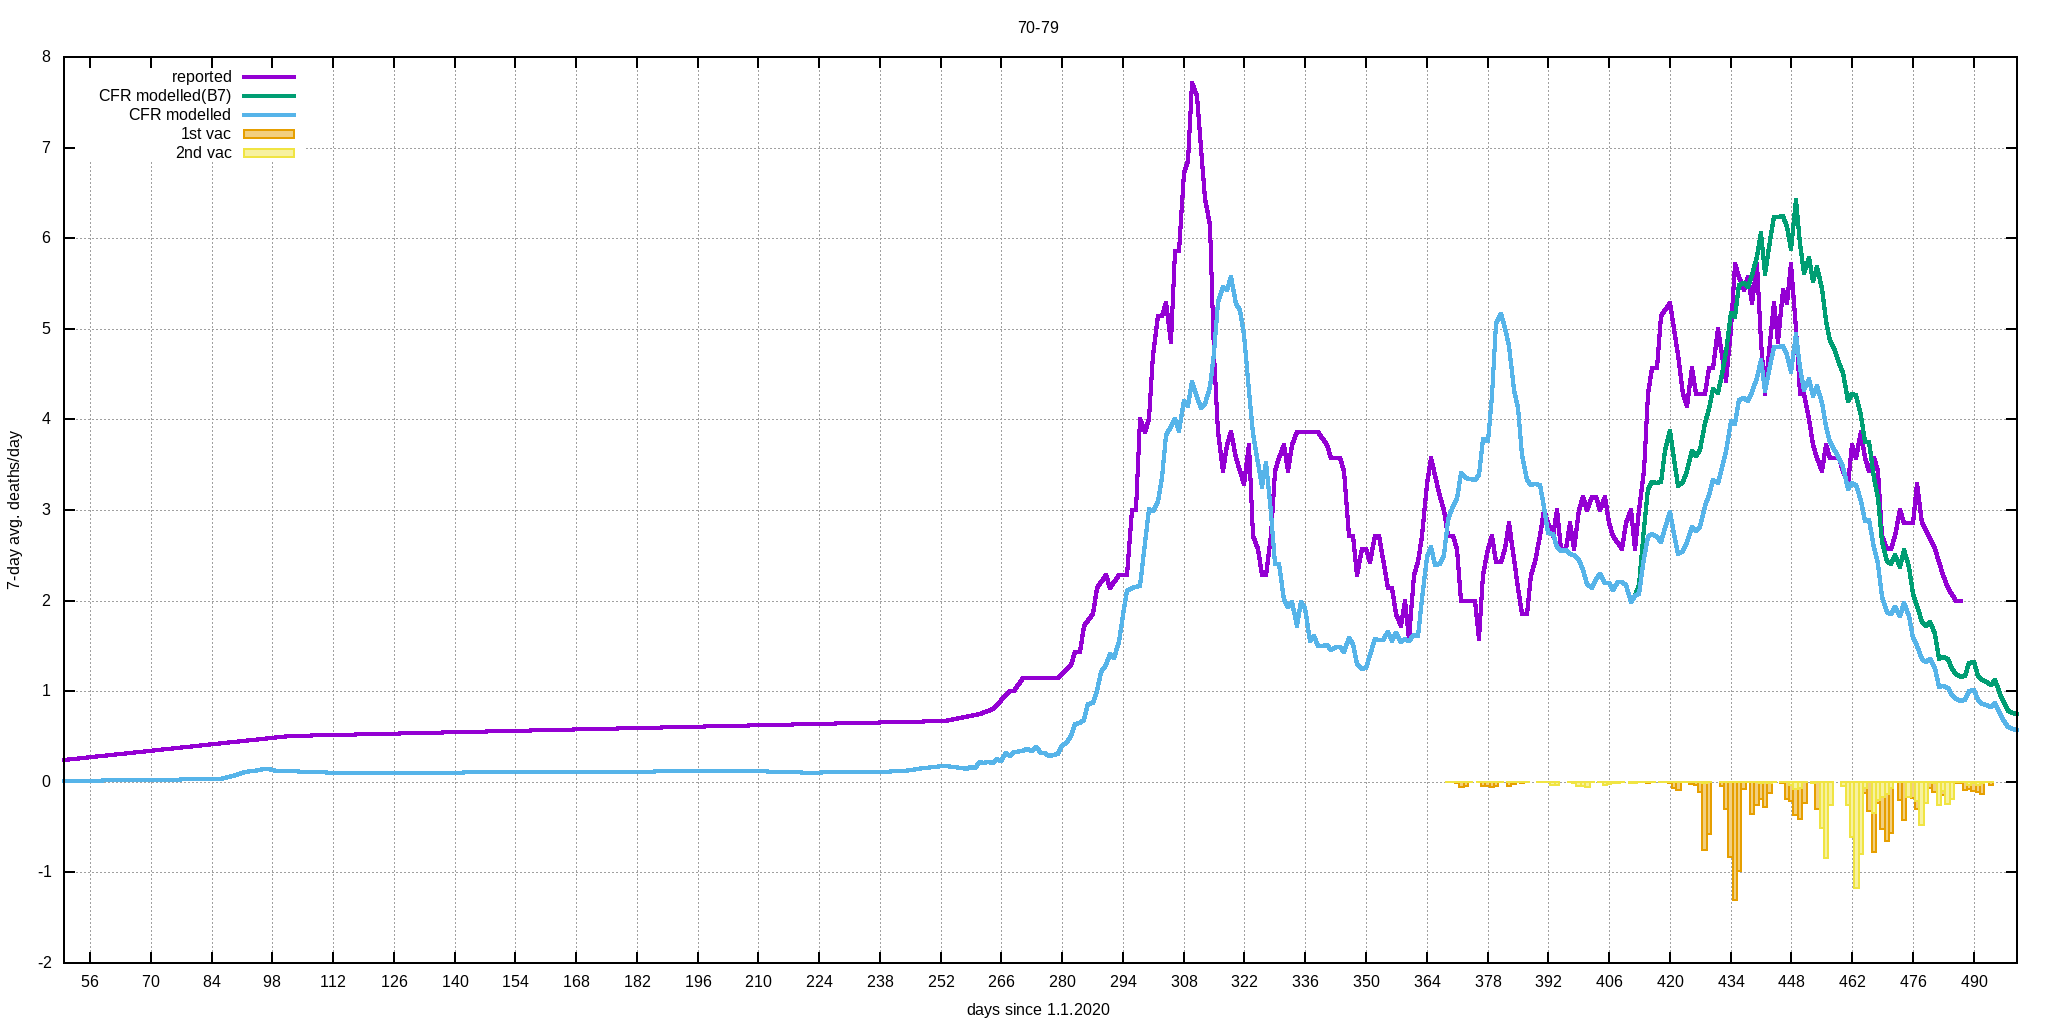 70-79
8
7
6
5
4
3
2
1
0
-1
-2
7-day avg. deaths/day
reported
CFR modelled(B7)
CFR modelled
1st vac
2nd vac
56 70 84 98 112 126 140 154 168 182 196 210 224 238 252 266 280 294 308 322 336 350 364 378 392 406 420 434 448 462 476 490
days since 1.1.2020